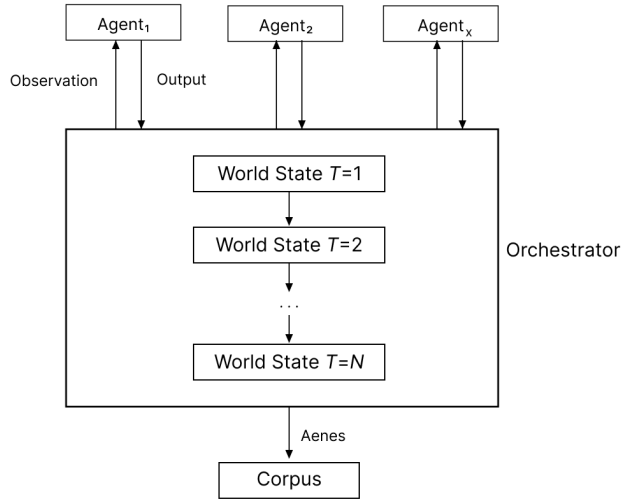 Agent₁
Agent₂
Agentₓ
Observation
Output
World State T=1
World State T=2
...
World State T=N
Orchestrator
Aenes
Corpus